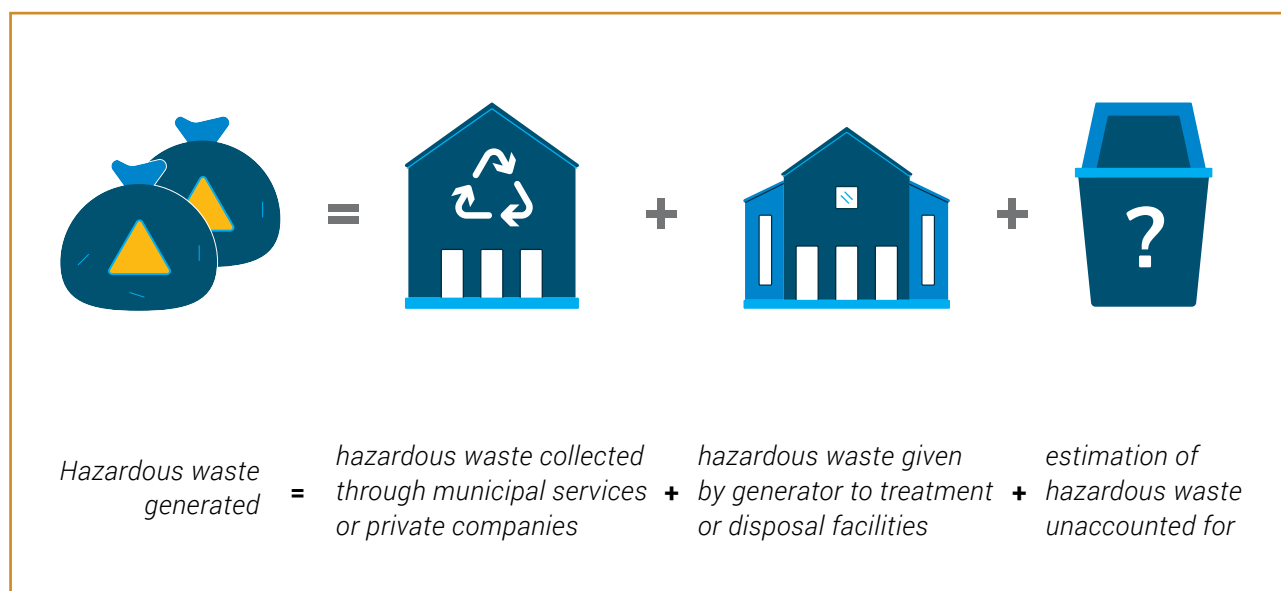 ?
Hazardous waste
generated
=
hazardous waste collected
through municipal services
or private companies
+
hazardous waste given
by generator to treatment
or disposal facilities
+
estimation of
hazardous waste
unaccounted for